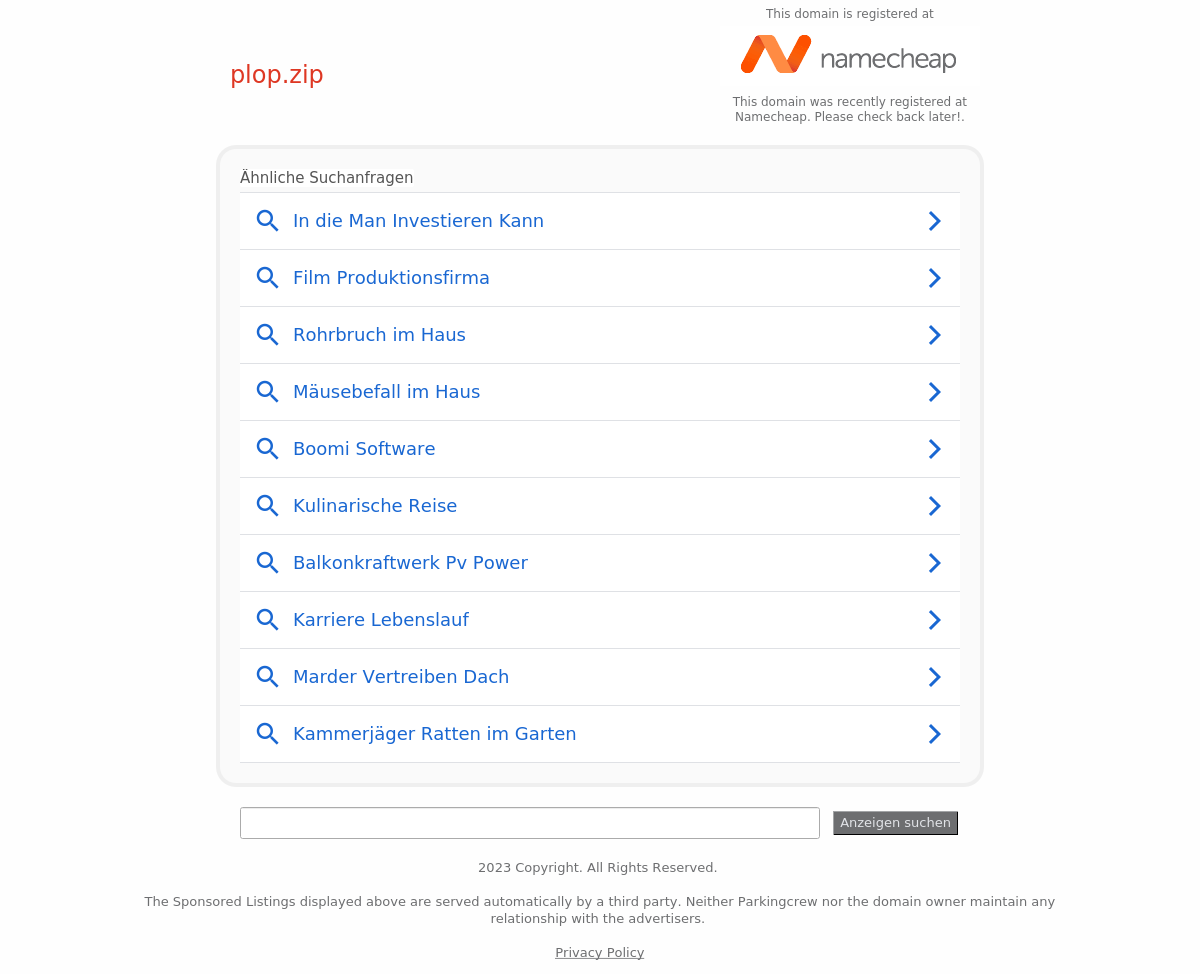 This domain is registered at
namecheap
plop.zip
This domain was recently registered at
Namecheap. Please check back later!.
Ähnliche Suchanfragen
In die Man Investieren Kann
Film Produktionsfirma
Rohrbruch im Haus
Mäusebefall im Haus
Boomi Software
Kulinarische Reise
Balkonkraftwerk Pv Power
Karriere Lebenslauf
Marder Vertreiben Dach
Kammerjäger Ratten im Garten
Anzeigen suchen
2023 Copyright. All Rights Reserved.
The Sponsored Listings displayed above are served automatically by a third party. Neither Parkingcrew nor the domain owner maintain any
relationship with the advertisers.
Privacy Policy